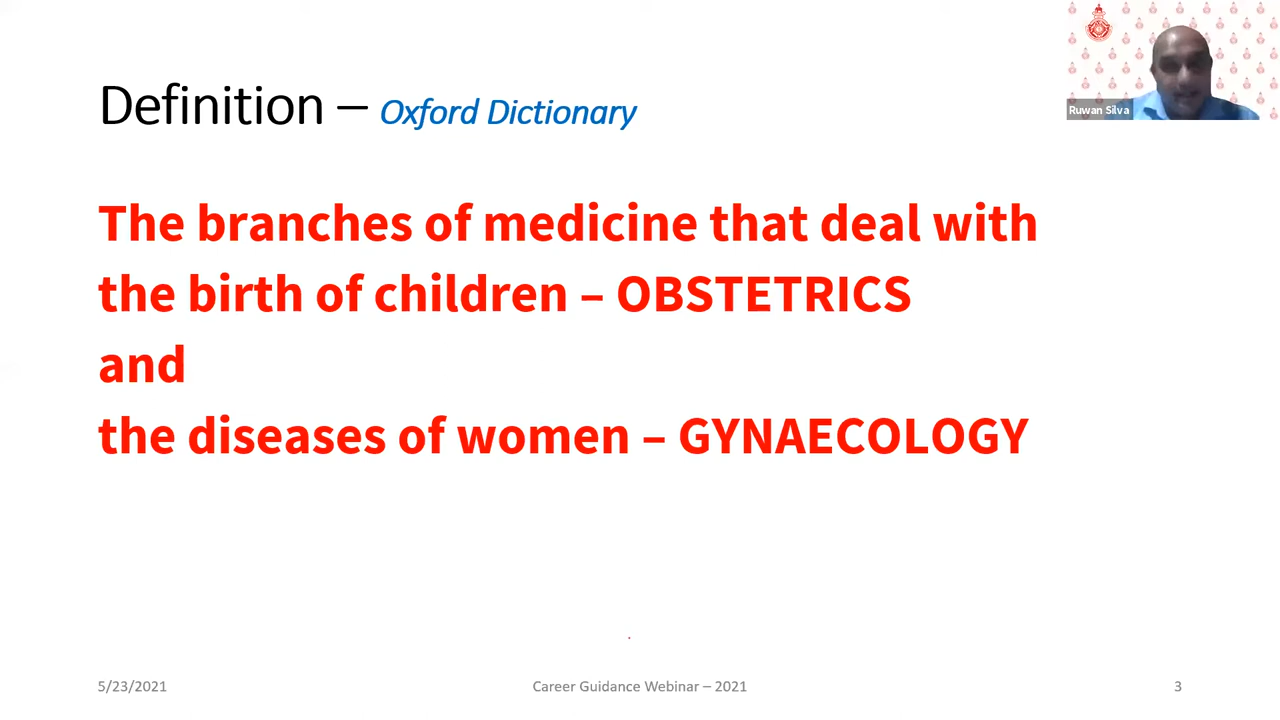 Definition – Oxford Dictionary
Ruwan Silva
The branches of medicine that deal with
the birth of children – OBSTETRICS
and
the diseases of women – GYNAECOLOGY
5/23/2021
Career Guidance Webinar – 2021
3